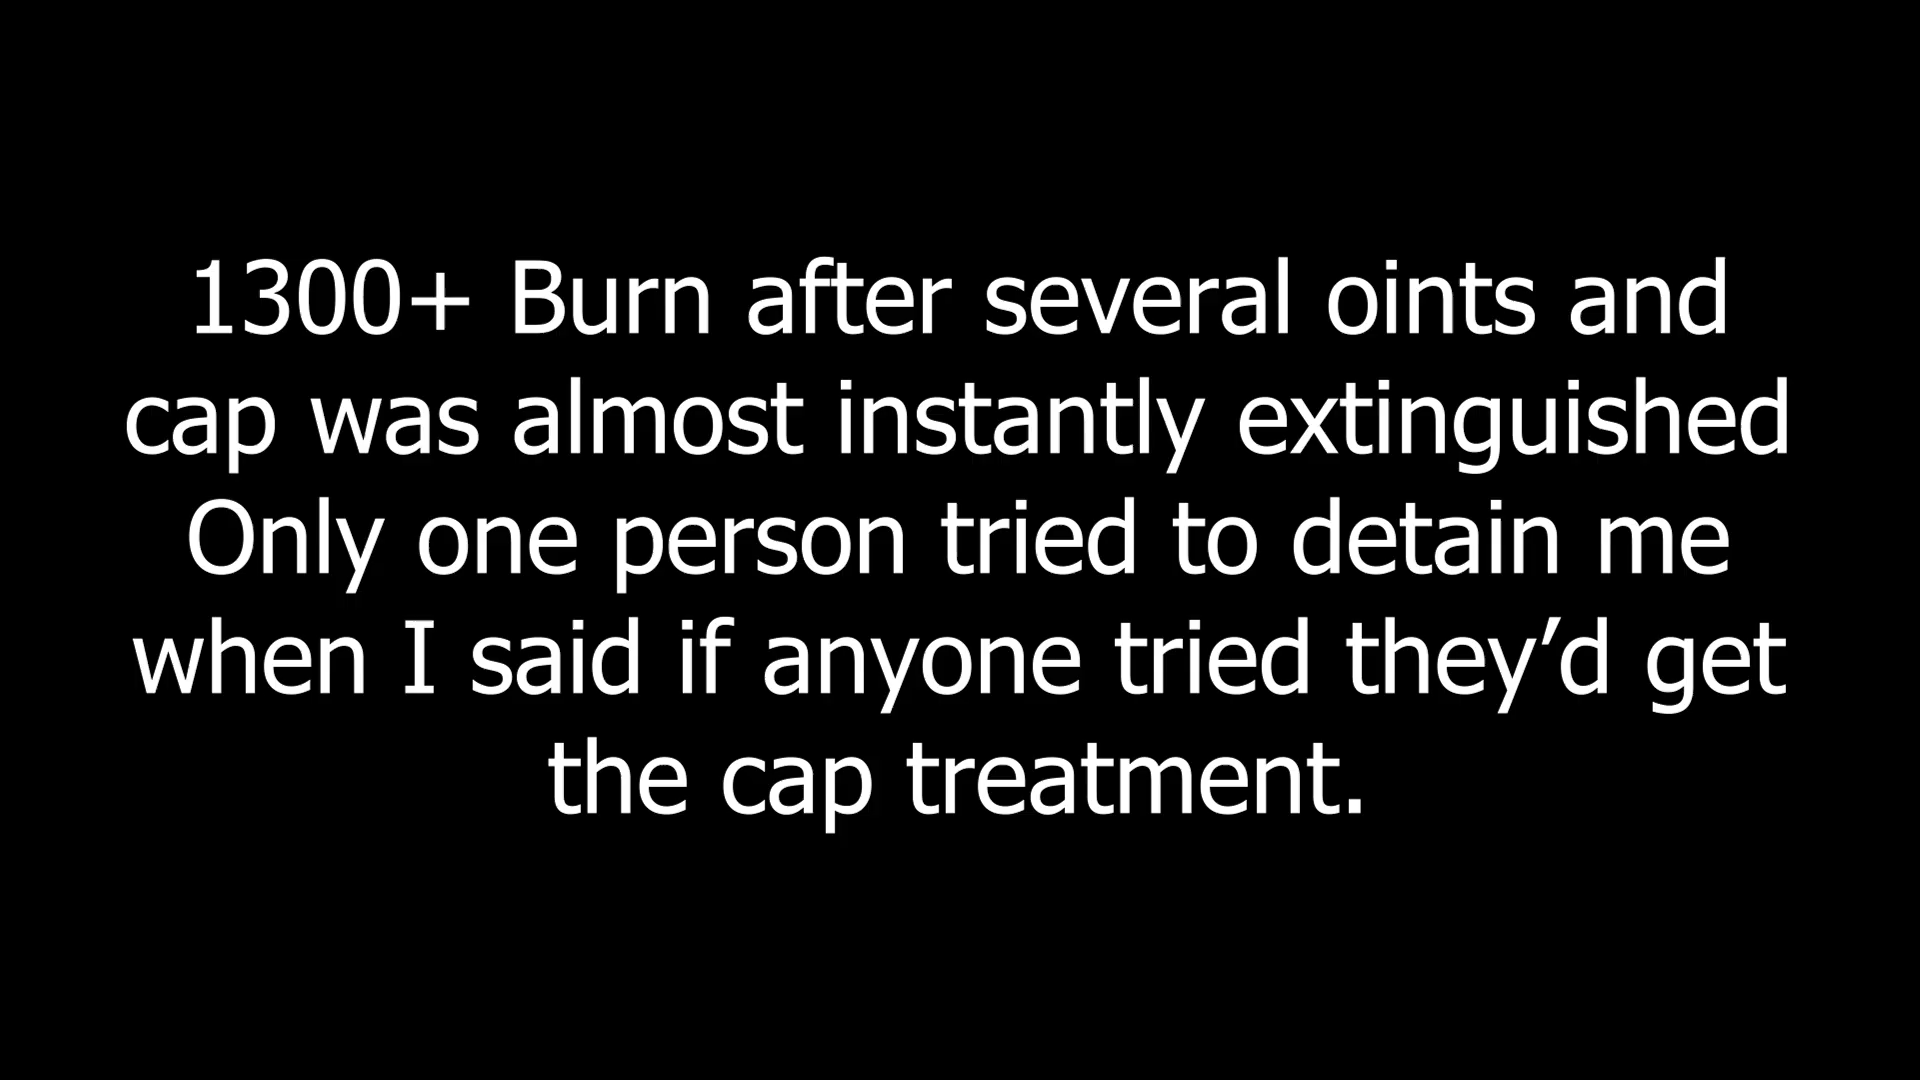 1300+ Burn after several oints and
cap was almost instantly extinguished
Only one person tried to detain me
when I said if anyone tried they’d get
the cap treatment.